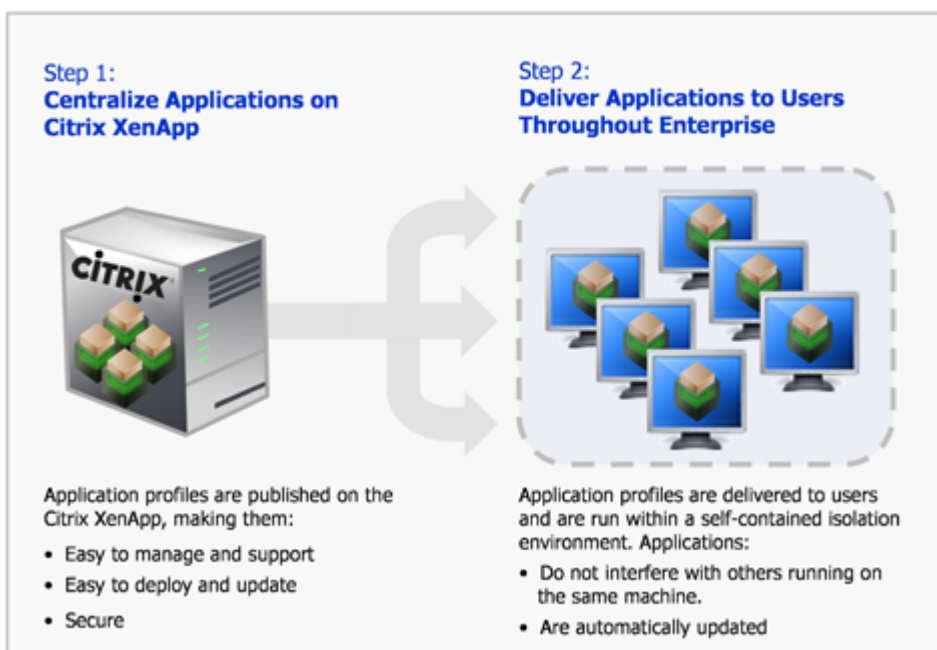 Step 1:
Centralize Applications on
Citrix XenApp
CİTRIX
Application profiles are published on the
Citrix XenApp, making them:
• Easy to manage and support
• Easy to deploy and update
• Secure
Step 2:
Deliver Applications to Users
Throughout Enterprise
Application profiles are delivered to users
and are run within a self-contained isolation
environment. Applications:
• Do not interfere with others running on
the same machine.
• Are automatically updated